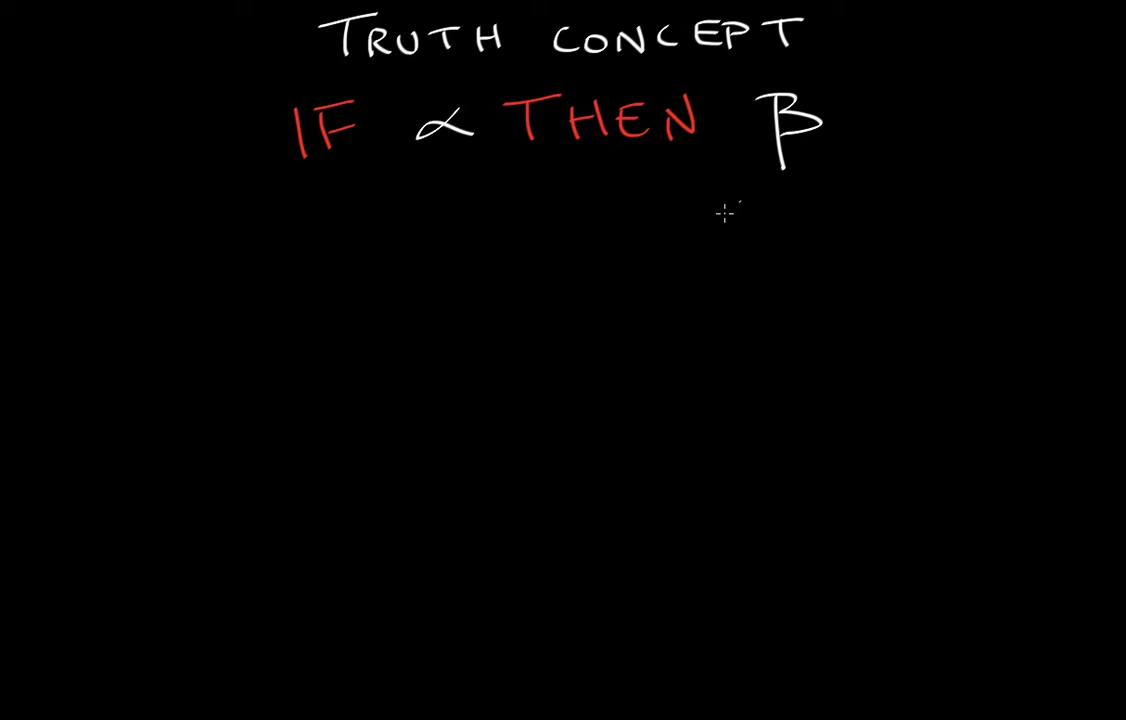 TRUTH CONCEPT
IF α THEN β